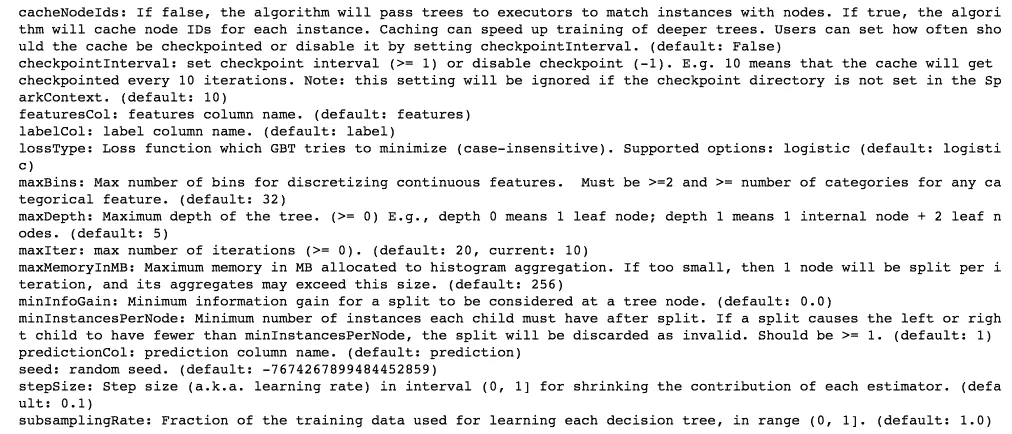 cacheNodeIds: If false, the algorithm will pass trees to executors to match instances with nodes. If true, the algori
thm will cache node IDs for each instance. Caching can speed up training of deeper trees. Users can set how often sho
uld the cache be checkpointed or disable it by setting checkpointInterval. (default: False)
checkpointInterval: set checkpoint interval (>= 1) or disable checkpoint (-1). E.g. 10 means that the cache will get 
checkpointed every 10 iterations. Note: this setting will be ignored if the checkpoint directory is not set in the Sp
arkContext. (default: 10)
featuresCol: features column name. (default: features)
labelCol: label column name. (default: label)
lossType: Loss function which GBT tries to minimize (case-insensitive). Supported options: logistic (default: logisti
c)
maxBins: Max number of bins for discretizing continuous features.  Must be >=2 and >= number of categories for any ca
tegorical feature. (default: 32)
maxDepth: Maximum depth of the tree. (>= 0) E.g., depth 0 means 1 leaf node; depth 1 means 1 internal node + 2 leaf n
odes. (default: 5)
maxIter: max number of iterations (>= 0). (default: 20, current: 10)
maxMemoryInMB: Maximum memory in MB allocated to histogram aggregation. If too small, then 1 node will be split per i
teration, and its aggregates may exceed this size. (default: 256)
minInfoGain: Minimum information gain for a split to be considered at a tree node. (default: 0.0)
minInstancesPerNode: Minimum number of instances each child must have after split. If a split causes the left or righ
t child to have fewer than minInstancesPerNode, the split will be discarded as invalid. Should be >= 1. (default: 1)
predictionCol: prediction column name. (default: prediction)
seed: random seed. (default: -7674267899484452859)
stepSize: Step size (a.k.a. learning rate) in interval (0, 1] for shrinking the contribution of each estimator. (defa
ult: 0.1)
subsamplingRate: Fraction of the training data used for learning each decision tree, in range (0, 1]. (default: 1.0)